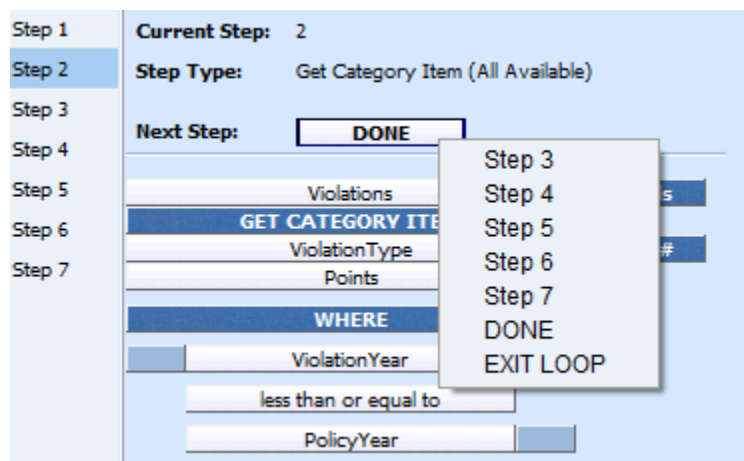 Step 1
Step 2
Step 3
Step 4
Step 5
Step 6
Step 7
Current Step: 2
Step Type: Get Category Item (All Available)
Next Step: DONE
Violations
GET CATEGORY ITE
ViolationType
Points
WHERE
ViolationYear
less than or equal to
PolicyYear
s
#
Step 3
Step 4
Step 5
Step 6
Step 7
DONE
EXIT LOOP